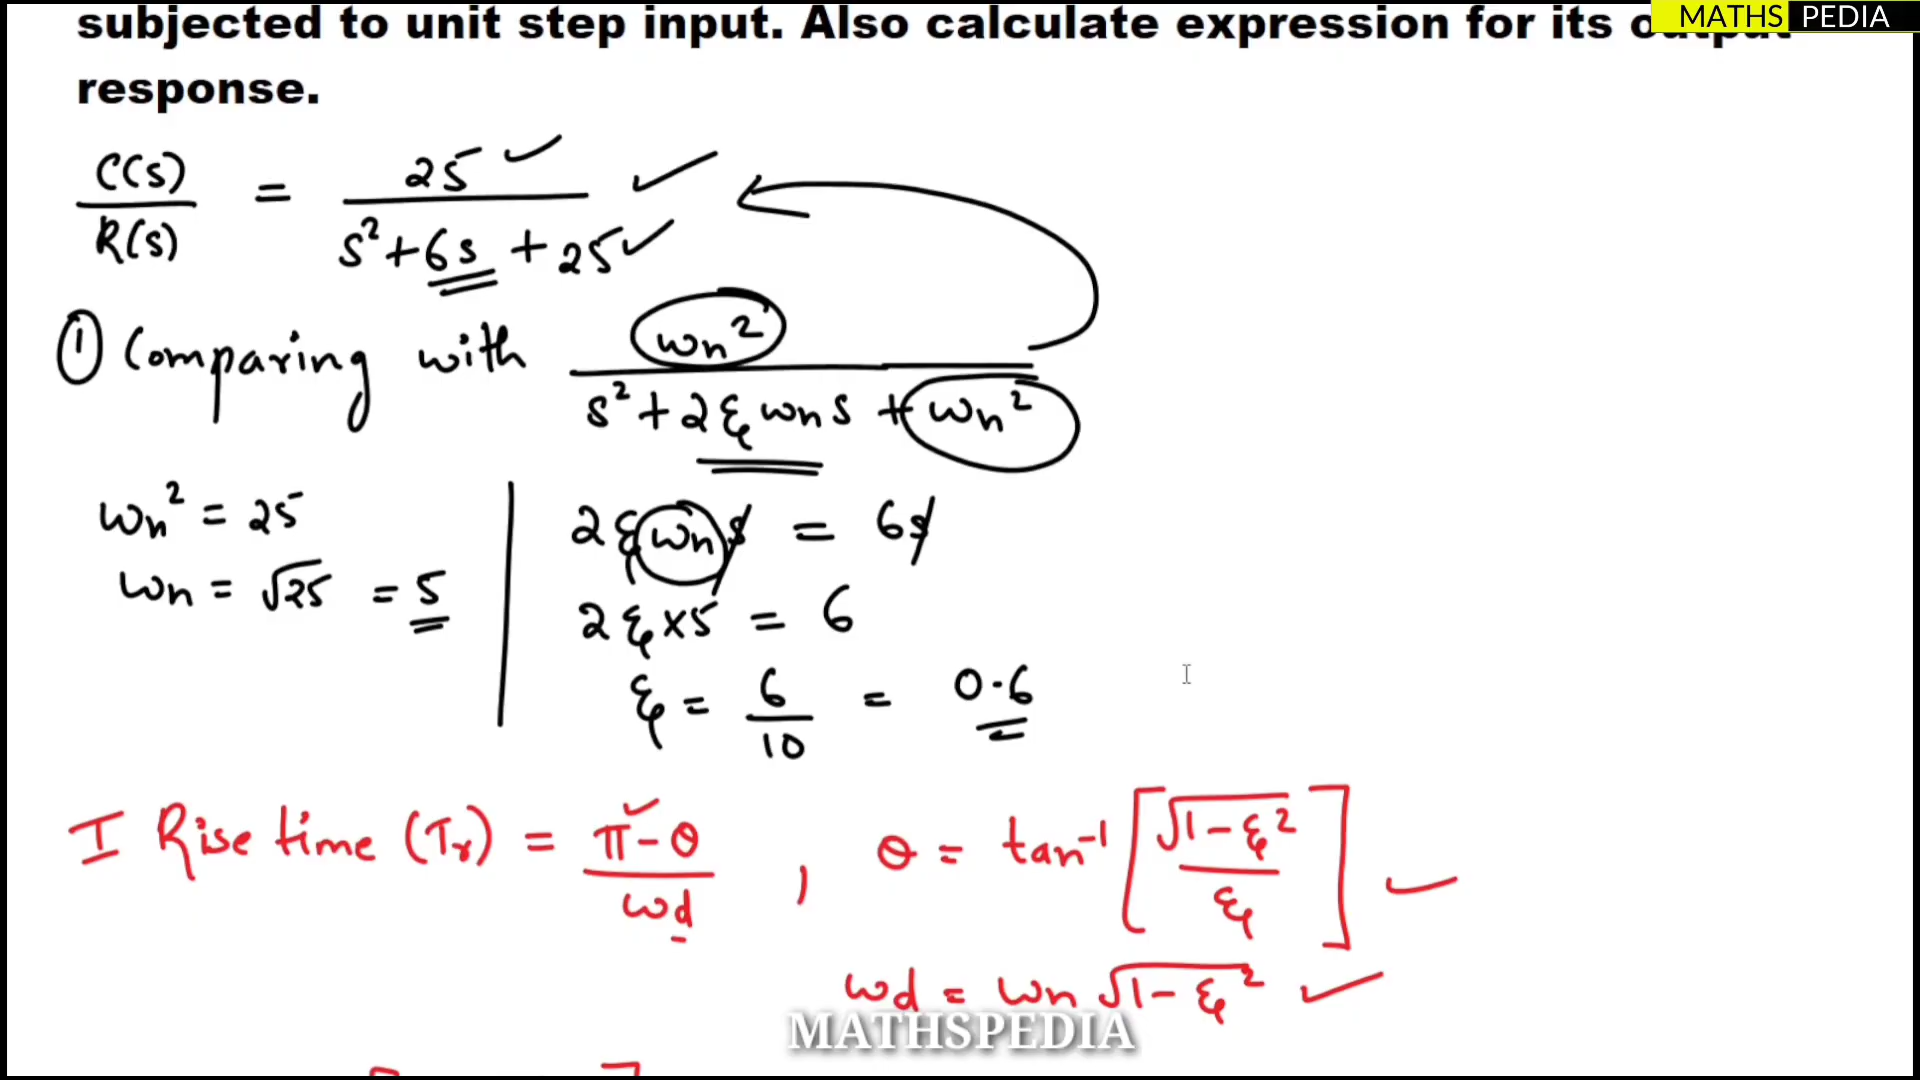 MATHS PEDIA
subjected to unit step input. Also calculate expression for its output
response.
C(s)/R(s) = 25/(s²+6s+25)
① Comparing with ωn²/(s²+2ξωns+ωn²)
ωn² = 25
ωn = √25 = 5
2ξωns = 6s
2ξ×5 = 6
ξ = 6/10 = 0.6
I Rise time (Tr) = (π-θ)/ωd , θ = tan⁻¹[√(1-ξ²)/ξ]
ωd = ωn√(1-ξ²)
MATHSPEDIA